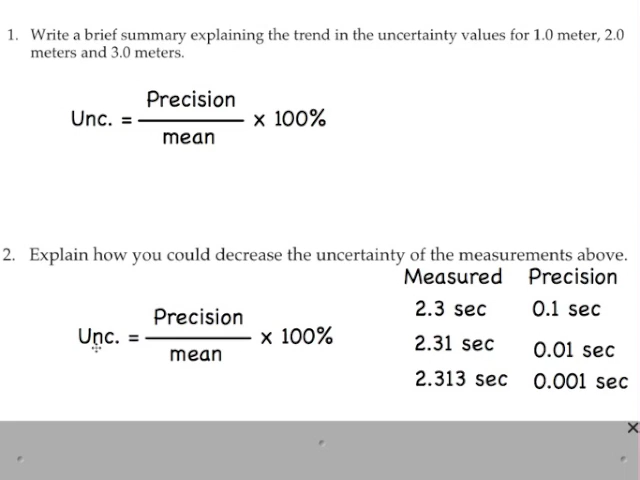 1. Write a brief summary explaining the trend in the uncertainty values for 1.0 meter, 2.0
meters and 3.0 meters.
Precision
Unc. = x 100%
mean
2. Explain how you could decrease the uncertainty of the measurements above.
Measured Precision
2.3 sec 0.1 sec
Precision
Unc. = x 100%
mean
2.31 sec 0.01 sec
2.313 sec 0.001 sec